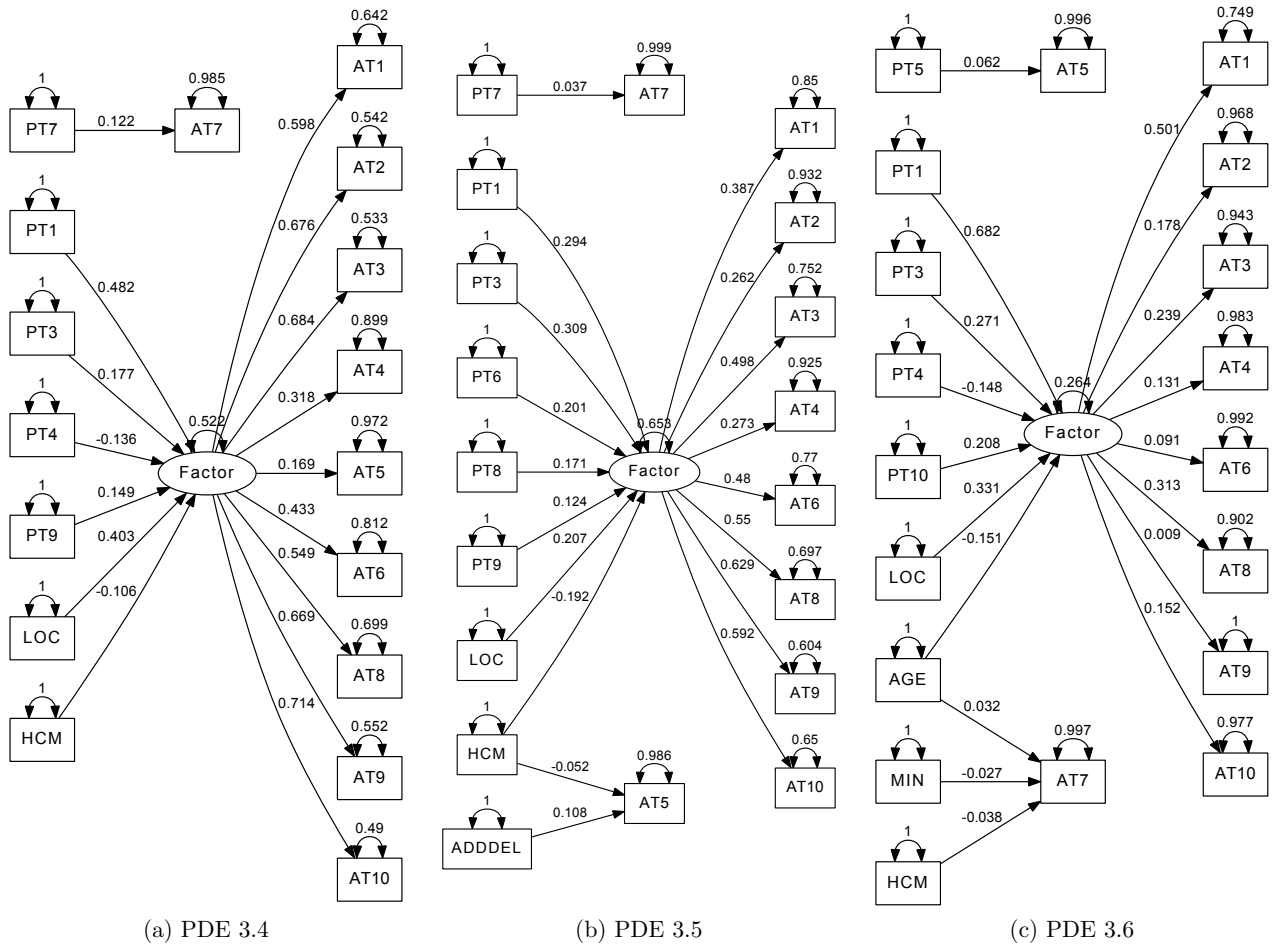 1
PT7
0.122
0.985
AT7
1
PT1
0.482
1
PT3
0.177
1
PT4
-0.136
1
PT9
0.149
1
LOC
0.403
1
HCM
-0.106
0.522
Factor
0.598
0.642
AT1
0.676
0.542
AT2
0.684
0.533
AT3
0.318
0.899
AT4
0.169
0.972
AT5
0.433
0.812
AT6
0.549
0.699
AT8
0.669
0.552
AT9
0.714
0.49
AT10
(a) PDE 3.4
1
PT7
0.037
0.999
AT7
1
PT1
0.294
1
PT3
0.309
1
PT6
0.201
1
PT8
0.171
1
PT9
0.124
1
LOC
0.207
1
HCM
-0.192
-0.052
1
ADDDEL
0.108
0.986
AT5
0.653
Factor
0.387
0.85
AT1
0.262
0.932
AT2
0.498
0.752
AT3
0.273
0.925
AT4
0.48
0.77
AT6
0.55
0.697
AT8
0.629
0.604
AT9
0.592
0.65
AT10
(b) PDE 3.5
1
PT5
0.062
0.996
AT5
1
PT1
0.682
1
PT3
0.271
1
PT4
-0.148
1
PT10
0.208
1
LOC
0.331
1
AGE
-0.151
0.032
1
MIN
-0.027
1
HCM
-0.038
0.997
AT7
0.264
Factor
0.501
0.749
AT1
0.178
0.968
AT2
0.239
0.943
AT3
0.131
0.983
AT4
0.091
0.992
AT6
0.313
0.902
AT8
0.009
1
AT9
0.152
0.977
AT10
(c) PDE 3.6